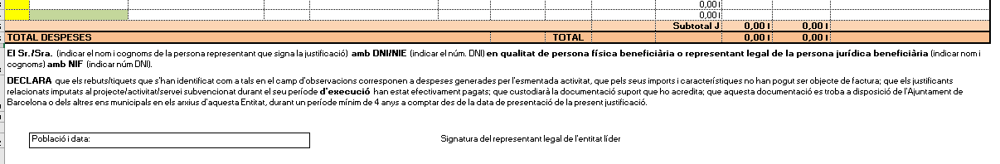 0,00 l
0,00 l
Subtotal J 0,00 l 0,00 l
TOTAL DESPESES TOTAL 0,00 l 0,00 l
El Sr./Sra. (indicar el nom i cognoms de la persona representant que signa la justificació) amb DNI/NIE (indicar el núm. DNI) en qualitat de persona física beneficiària o representant legal de la persona jurídica beneficiària (indicar nom i
cognoms) amb NIF (indicar núm DNI).
DECLARA que els rebuts/tiquets que s'han identificat com a tals en el camp d'observacions corresponen a despeses generades per l'esmentada activitat, que pels seus imports i característiques no han pogut ser objecte de factura; que els justificants
relacionats imputats al projecte/activitat/servei subvencionat durant el seu període d'execució han estat efectivament pagats; que custodiarà la documentació suport que ho acredita; que aquesta documentació es troba a disposició de l'Ajuntament de
Barcelona o dels altres ens municipals en els arxius d'aquesta Entitat, durant un període mínim de 4 anys a comptar des de la data de presentació de la present justificació.
Població i data:
Signatura del representant legal de l'entitat líder